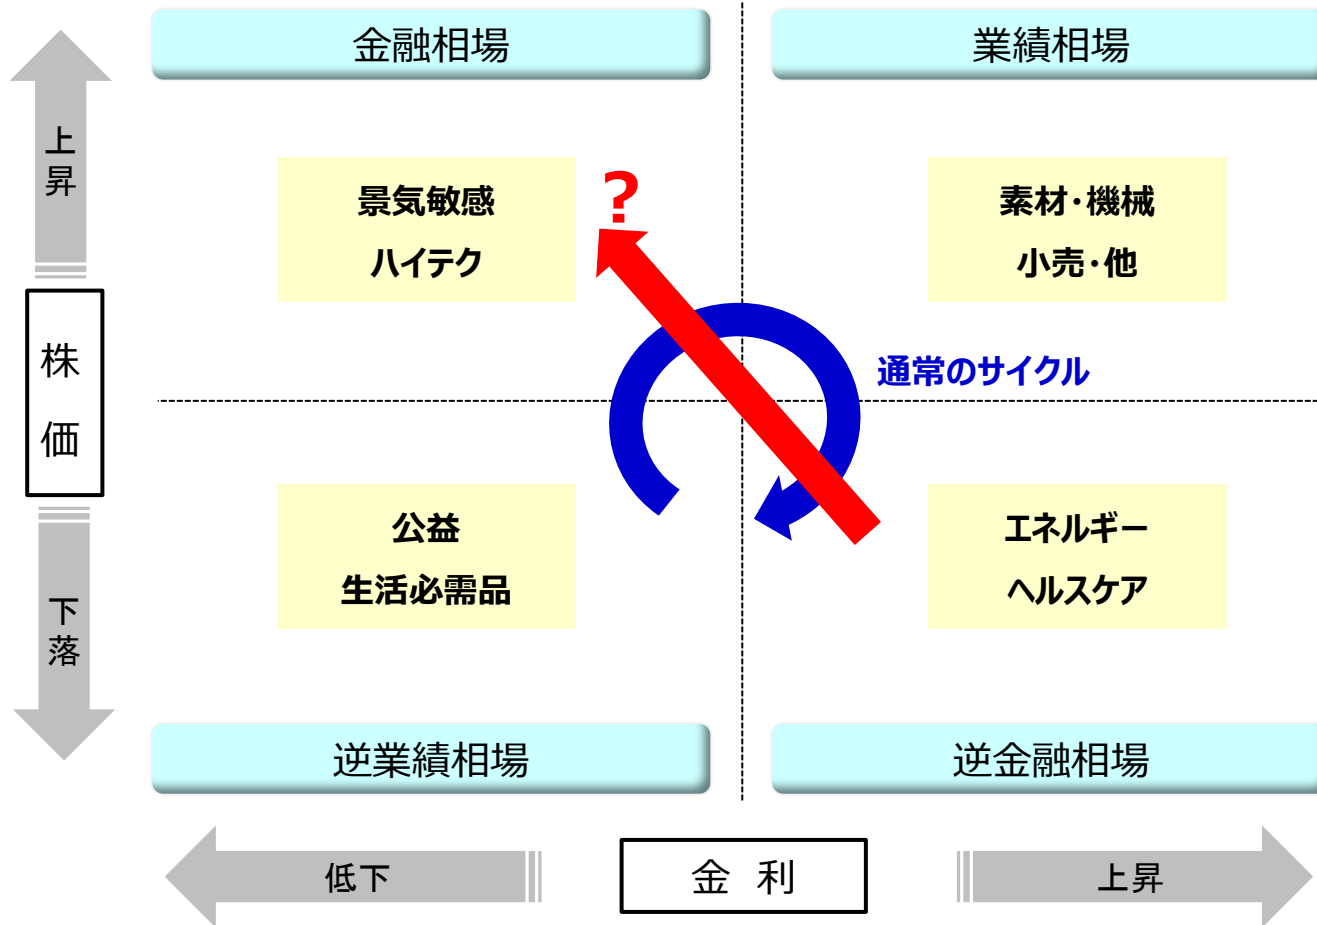 金融相場
業績相場
上昇
景気敏感
ハイテク
?
素材・機械
小売・他
株価
通常のサイクル
公益
生活必需品
エネルギー
ヘルスケア
下落
逆業績相場
逆金融相場
低下
金 利
上昇